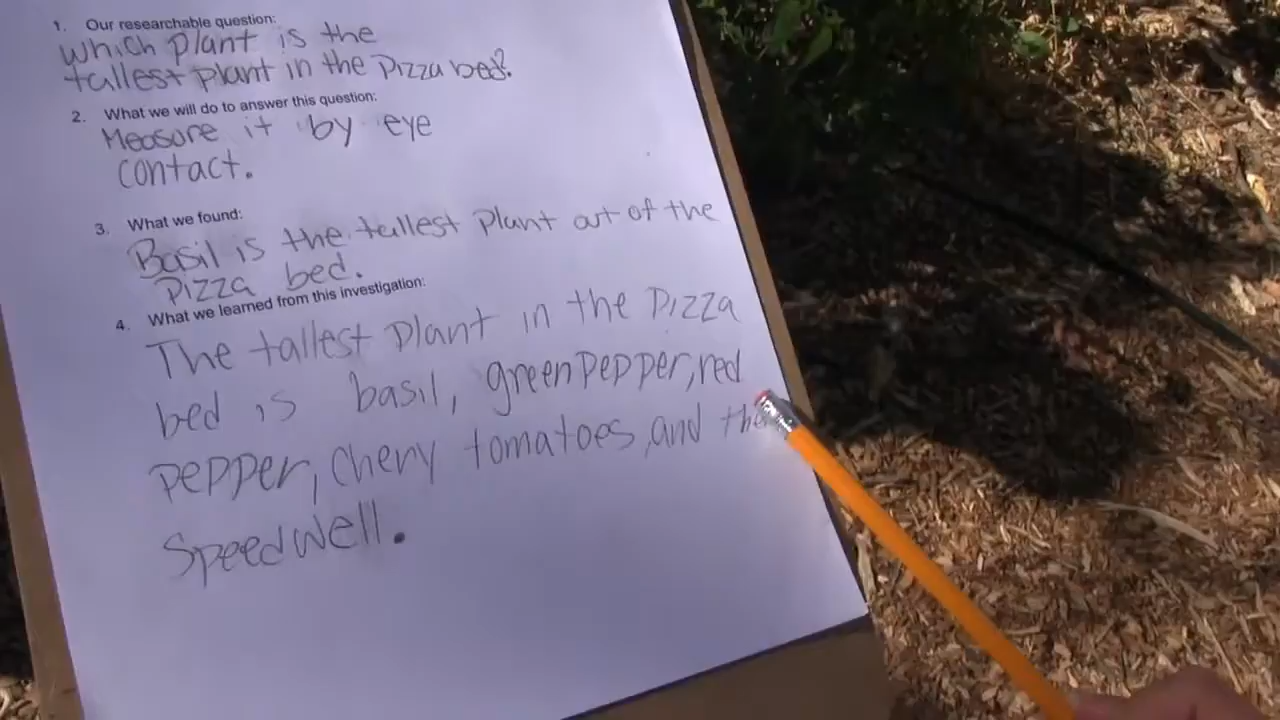 1. Our researchable question:
which plant is the
tallest plant in the Pizza bed?
2. What we will do to answer this question:
Measure it by eye
contact.
3. What we found:
Basil is the tallest Plant out of the
Pizza bed.
4. What we learned from this investigation:
The tallest Plant in the Pizza
bed is basil, green Pepper, red
pepper, Cherry tomatoes, and the
Speedwell.